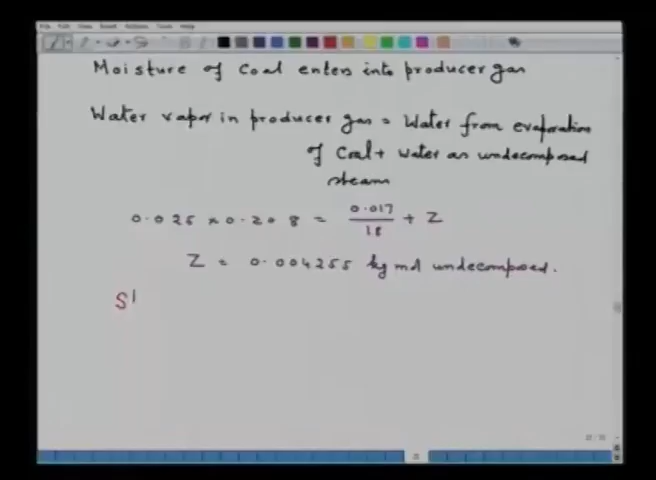 Moisture of Coal enters into producer gas
Water vapor in producer gas = Water from evaporation
of Coal + Water as undecomposed
steam
0.025 × 0.208 = 0.017/18 + Z
Z = 0.004255 kg mol undecomposed.
SI